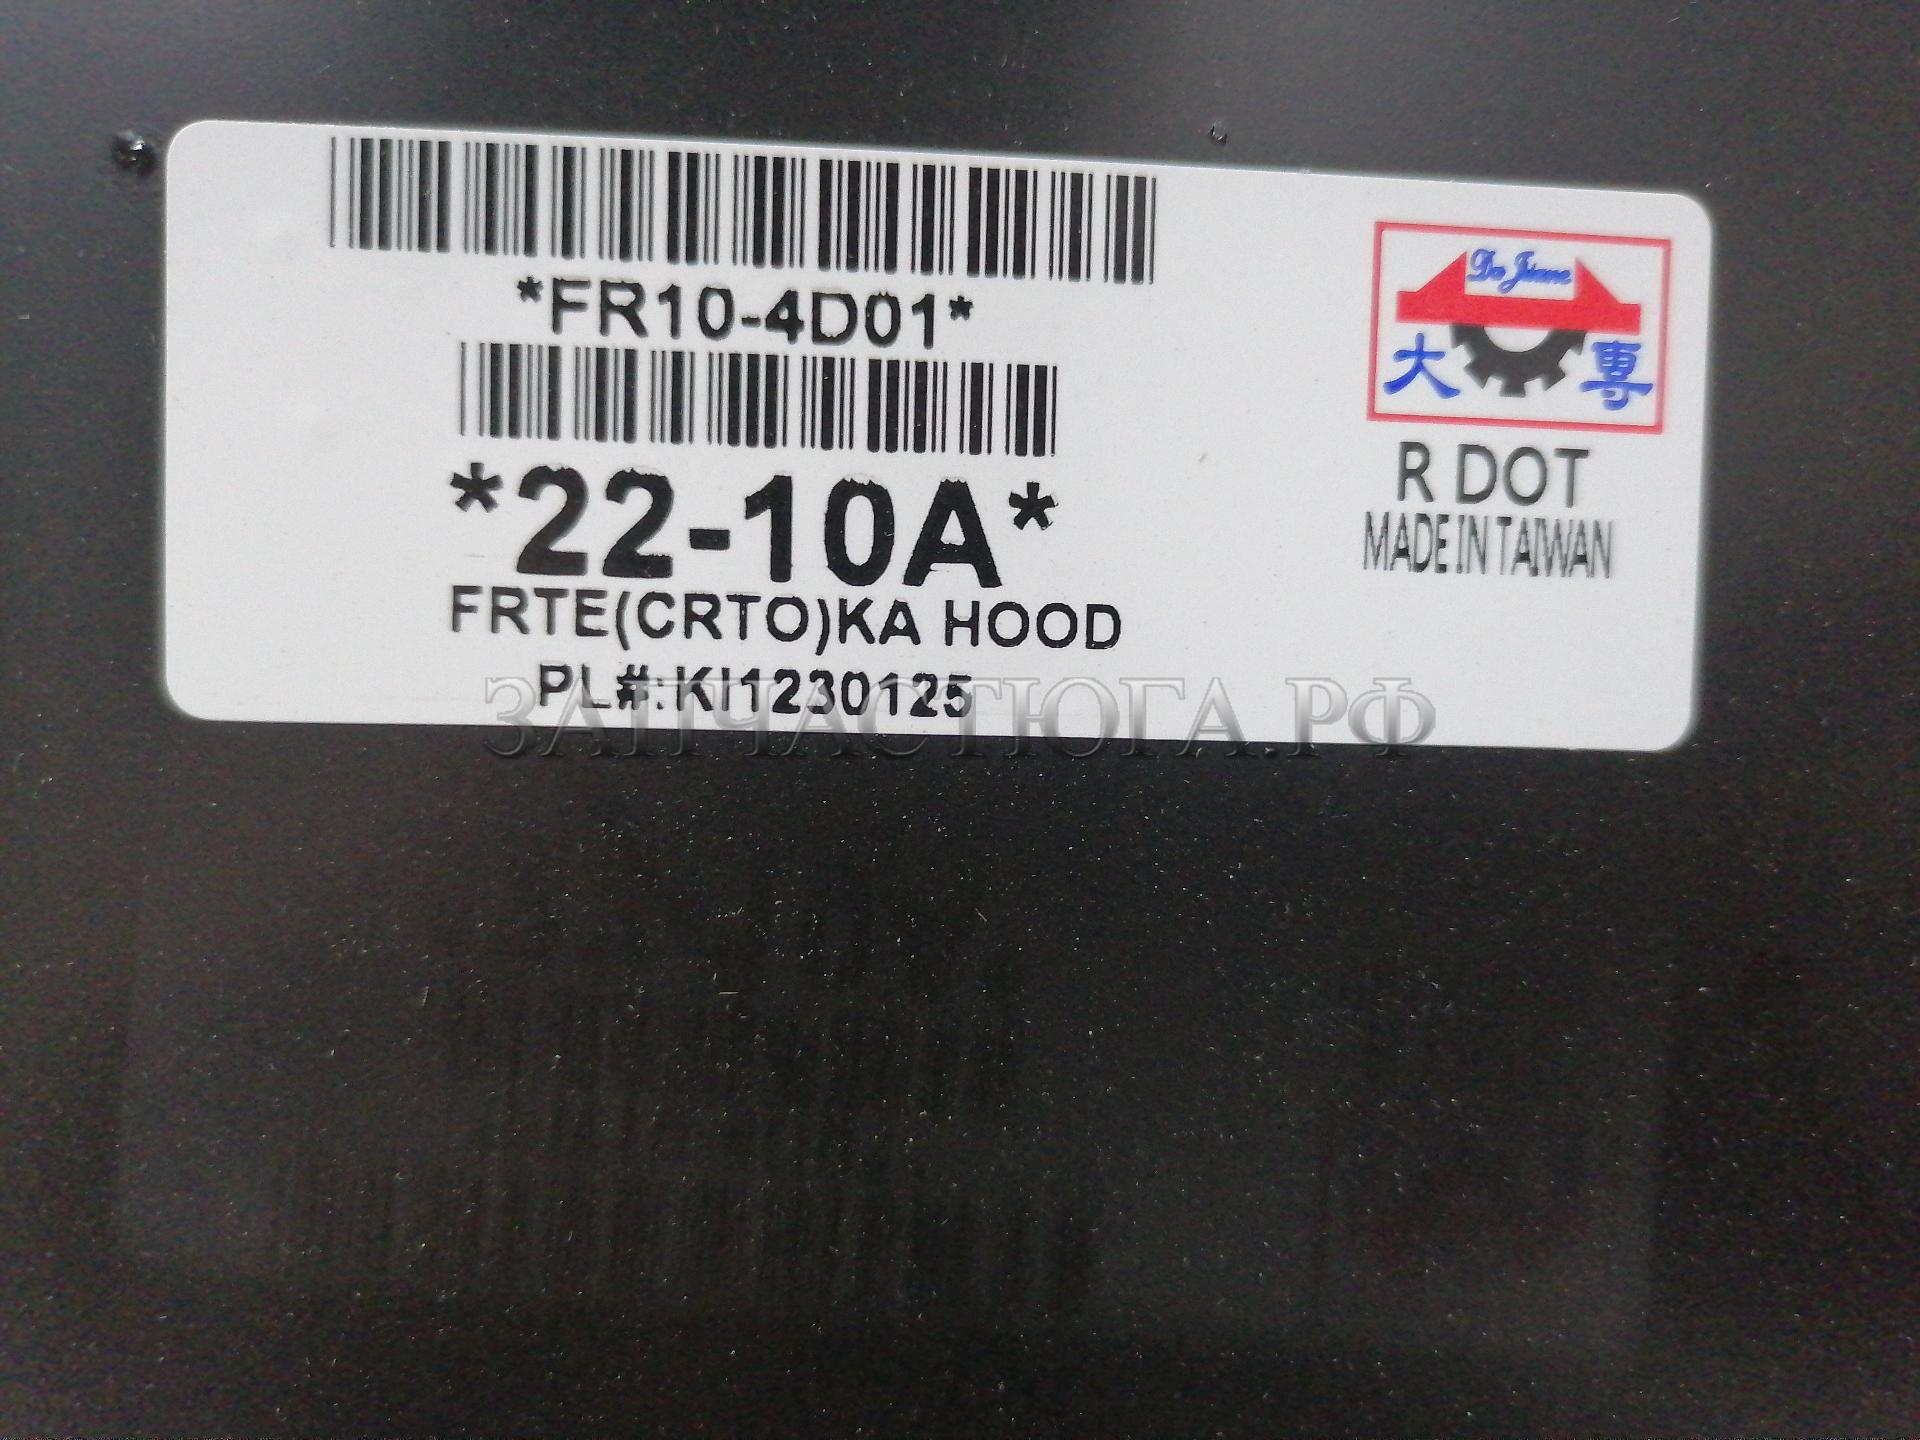 *FR10-4D01*
*22-10A*
FRTE(CRTO)KA HOOD
PL#:KI1230125
Da Jiane
大 專
R DOT
MADE IN TAIWAN
ЗАПЧАСТЮГА.РФ